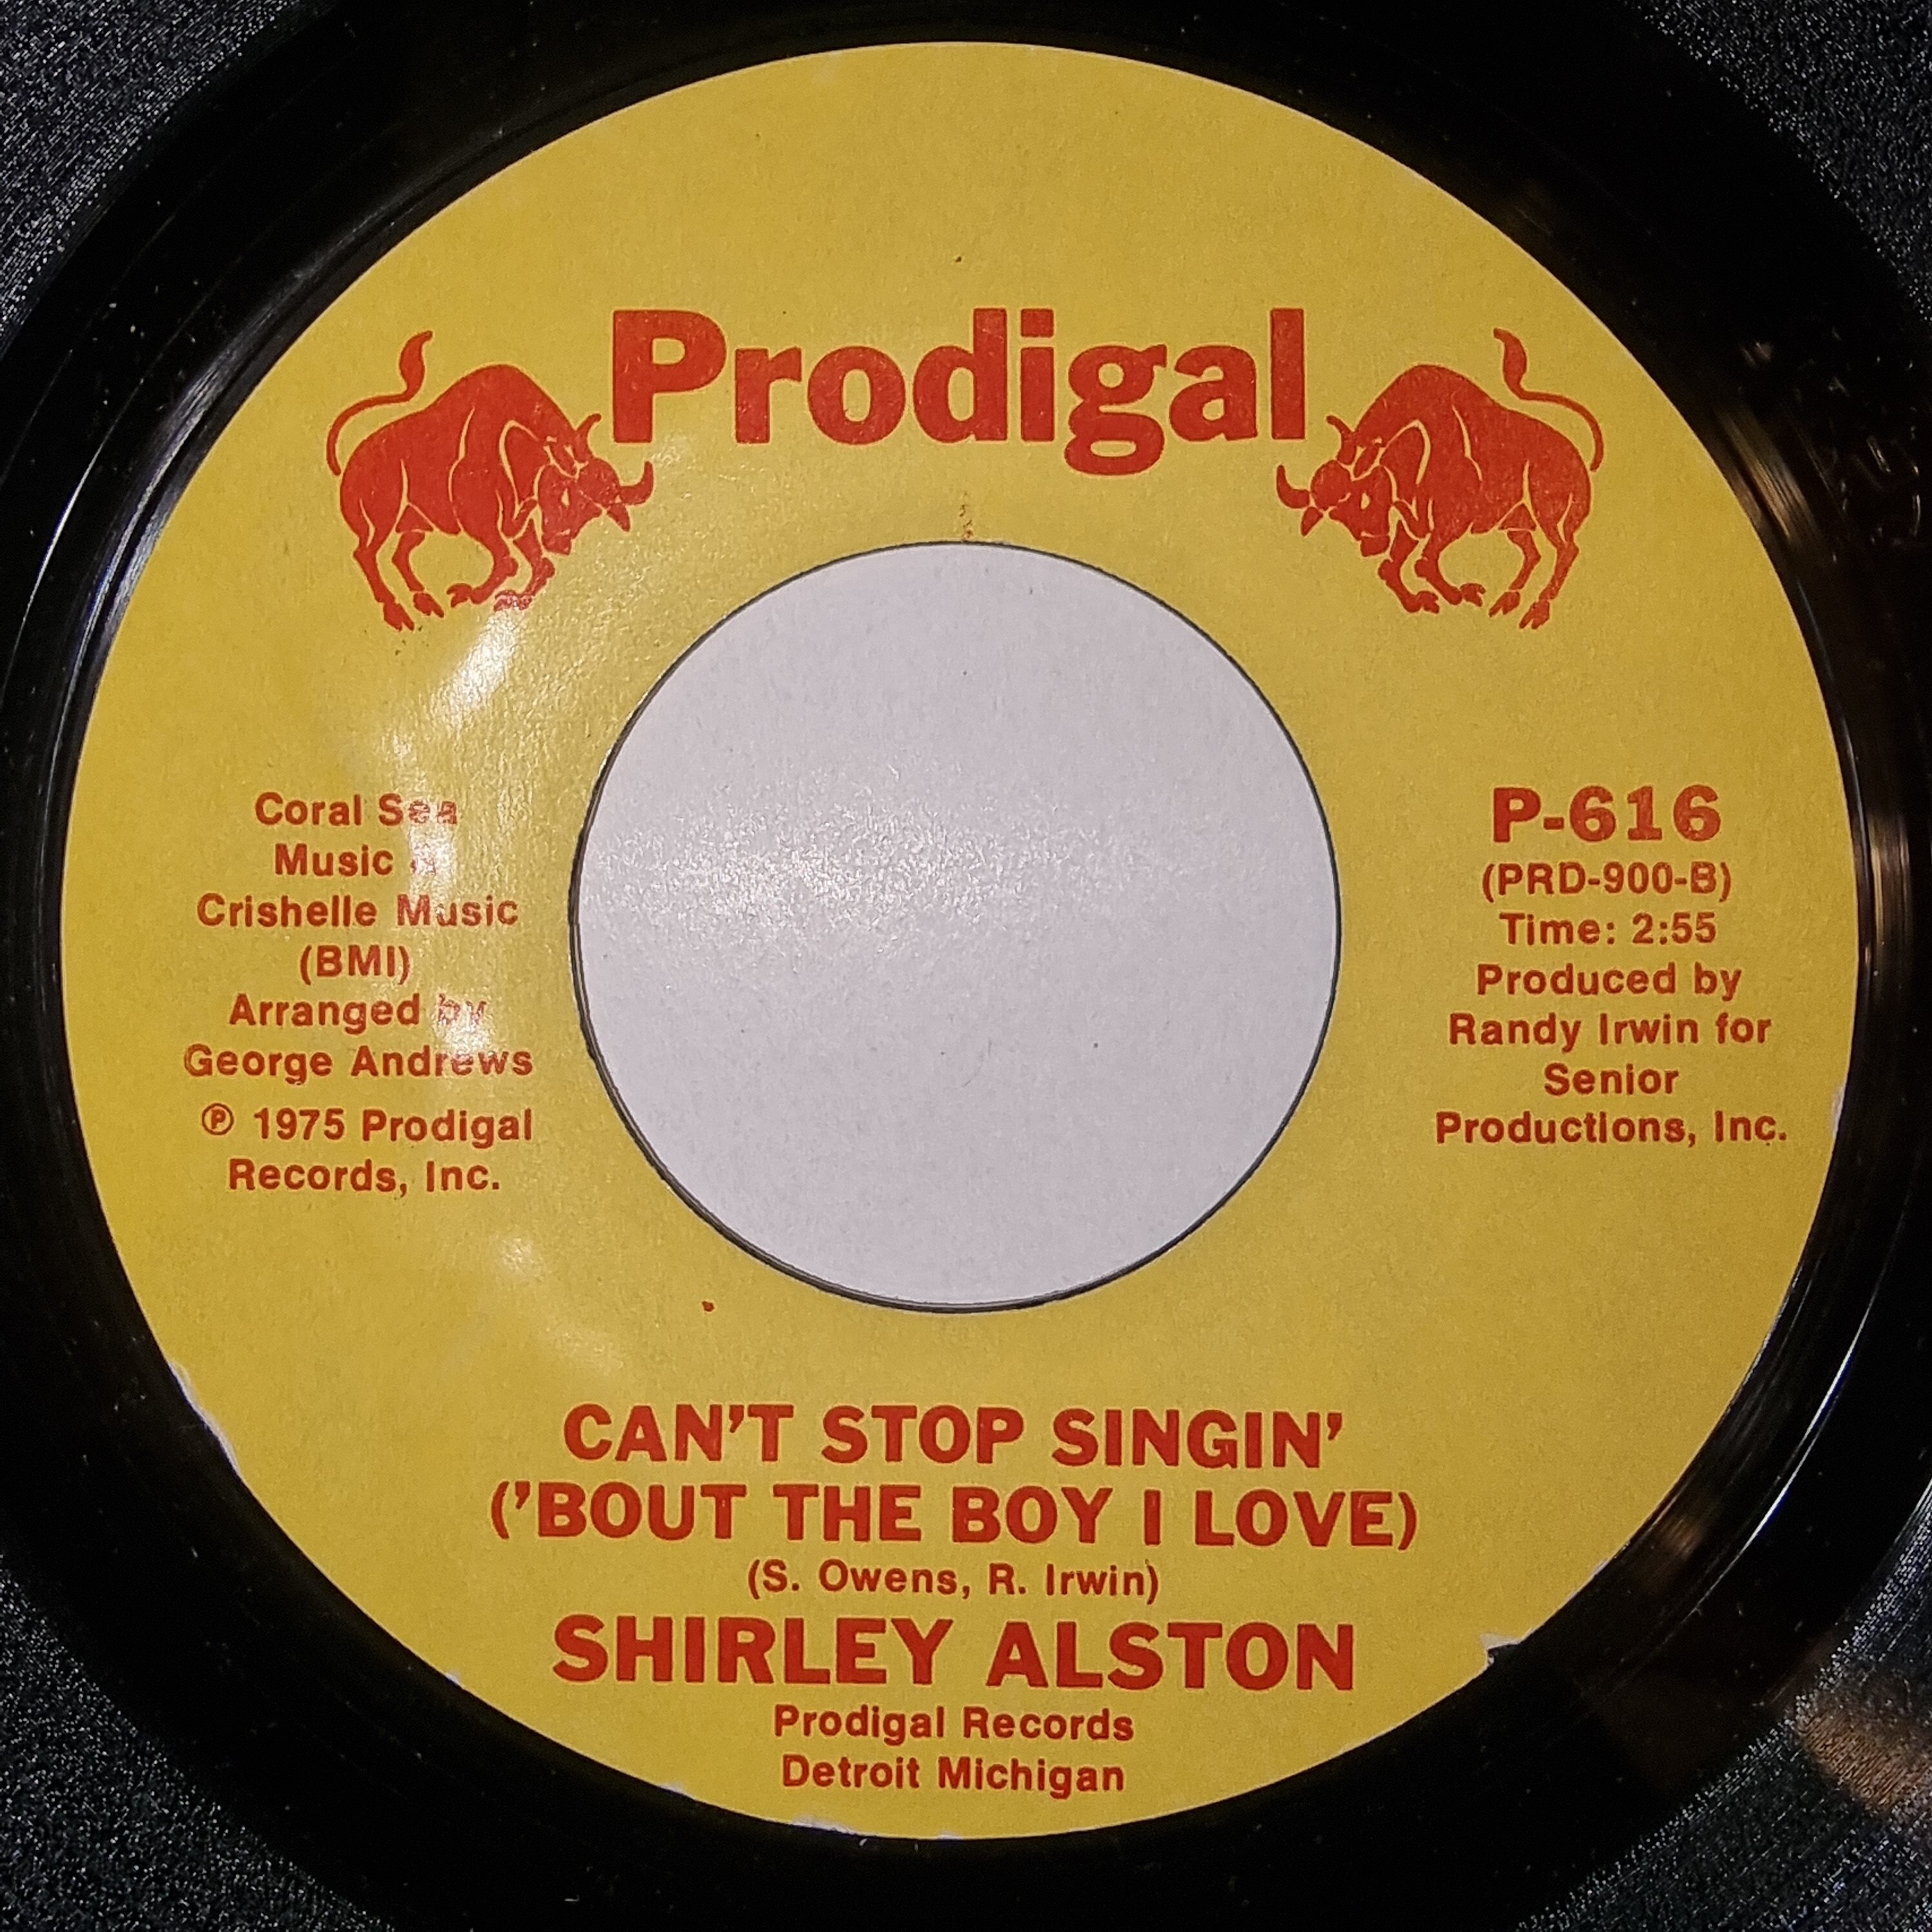 Prodigal
Coral Sea
Music &
Crishelle Music
(BMI)
Arranged by
George Andrews
℗ 1975 Prodigal
Records, Inc.
P-616
(PRD-900-B)
Time: 2:55
Produced by
Randy Irwin for
Senior
Productions, Inc.
CAN'T STOP SINGIN'
('BOUT THE BOY I LOVE)
(S. Owens, R. Irwin)
SHIRLEY ALSTON
Prodigal Records
Detroit Michigan